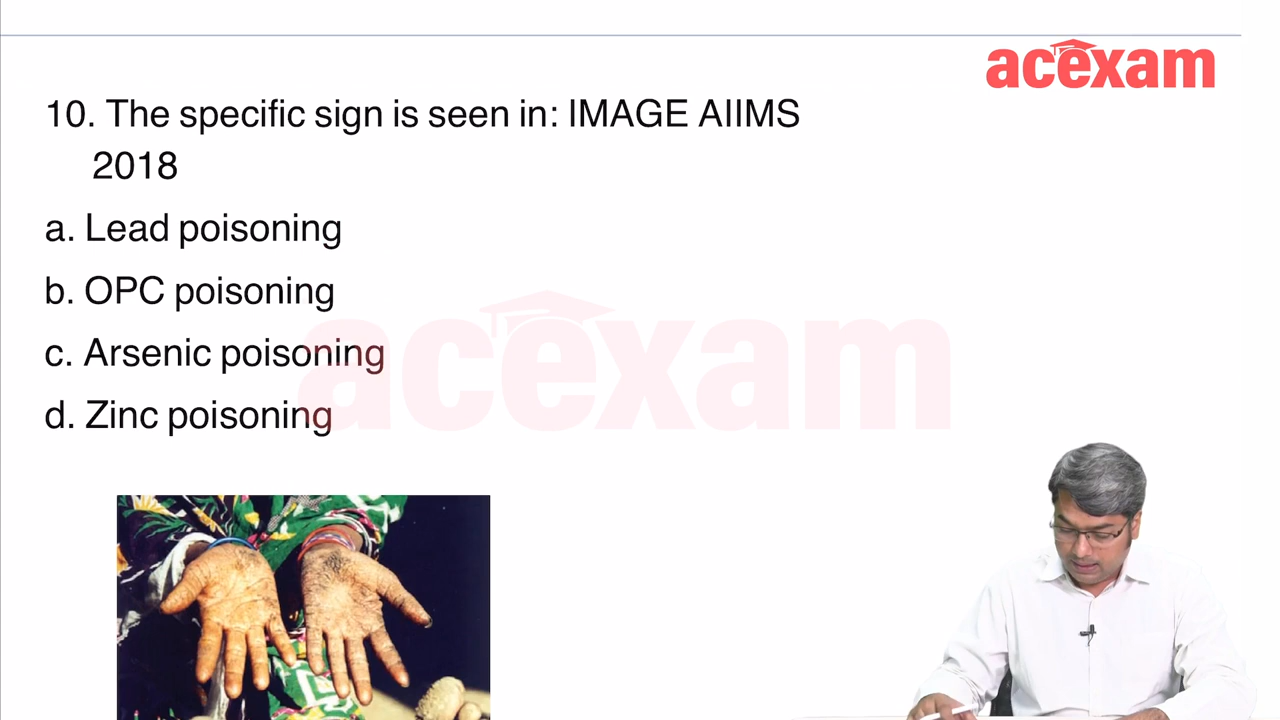 acexam
10. The specific sign is seen in: IMAGE AIIMS
2018
a. Lead poisoning
b. OPC poisoning
c. Arsenic poisoning
d. Zinc poisoning
acexam